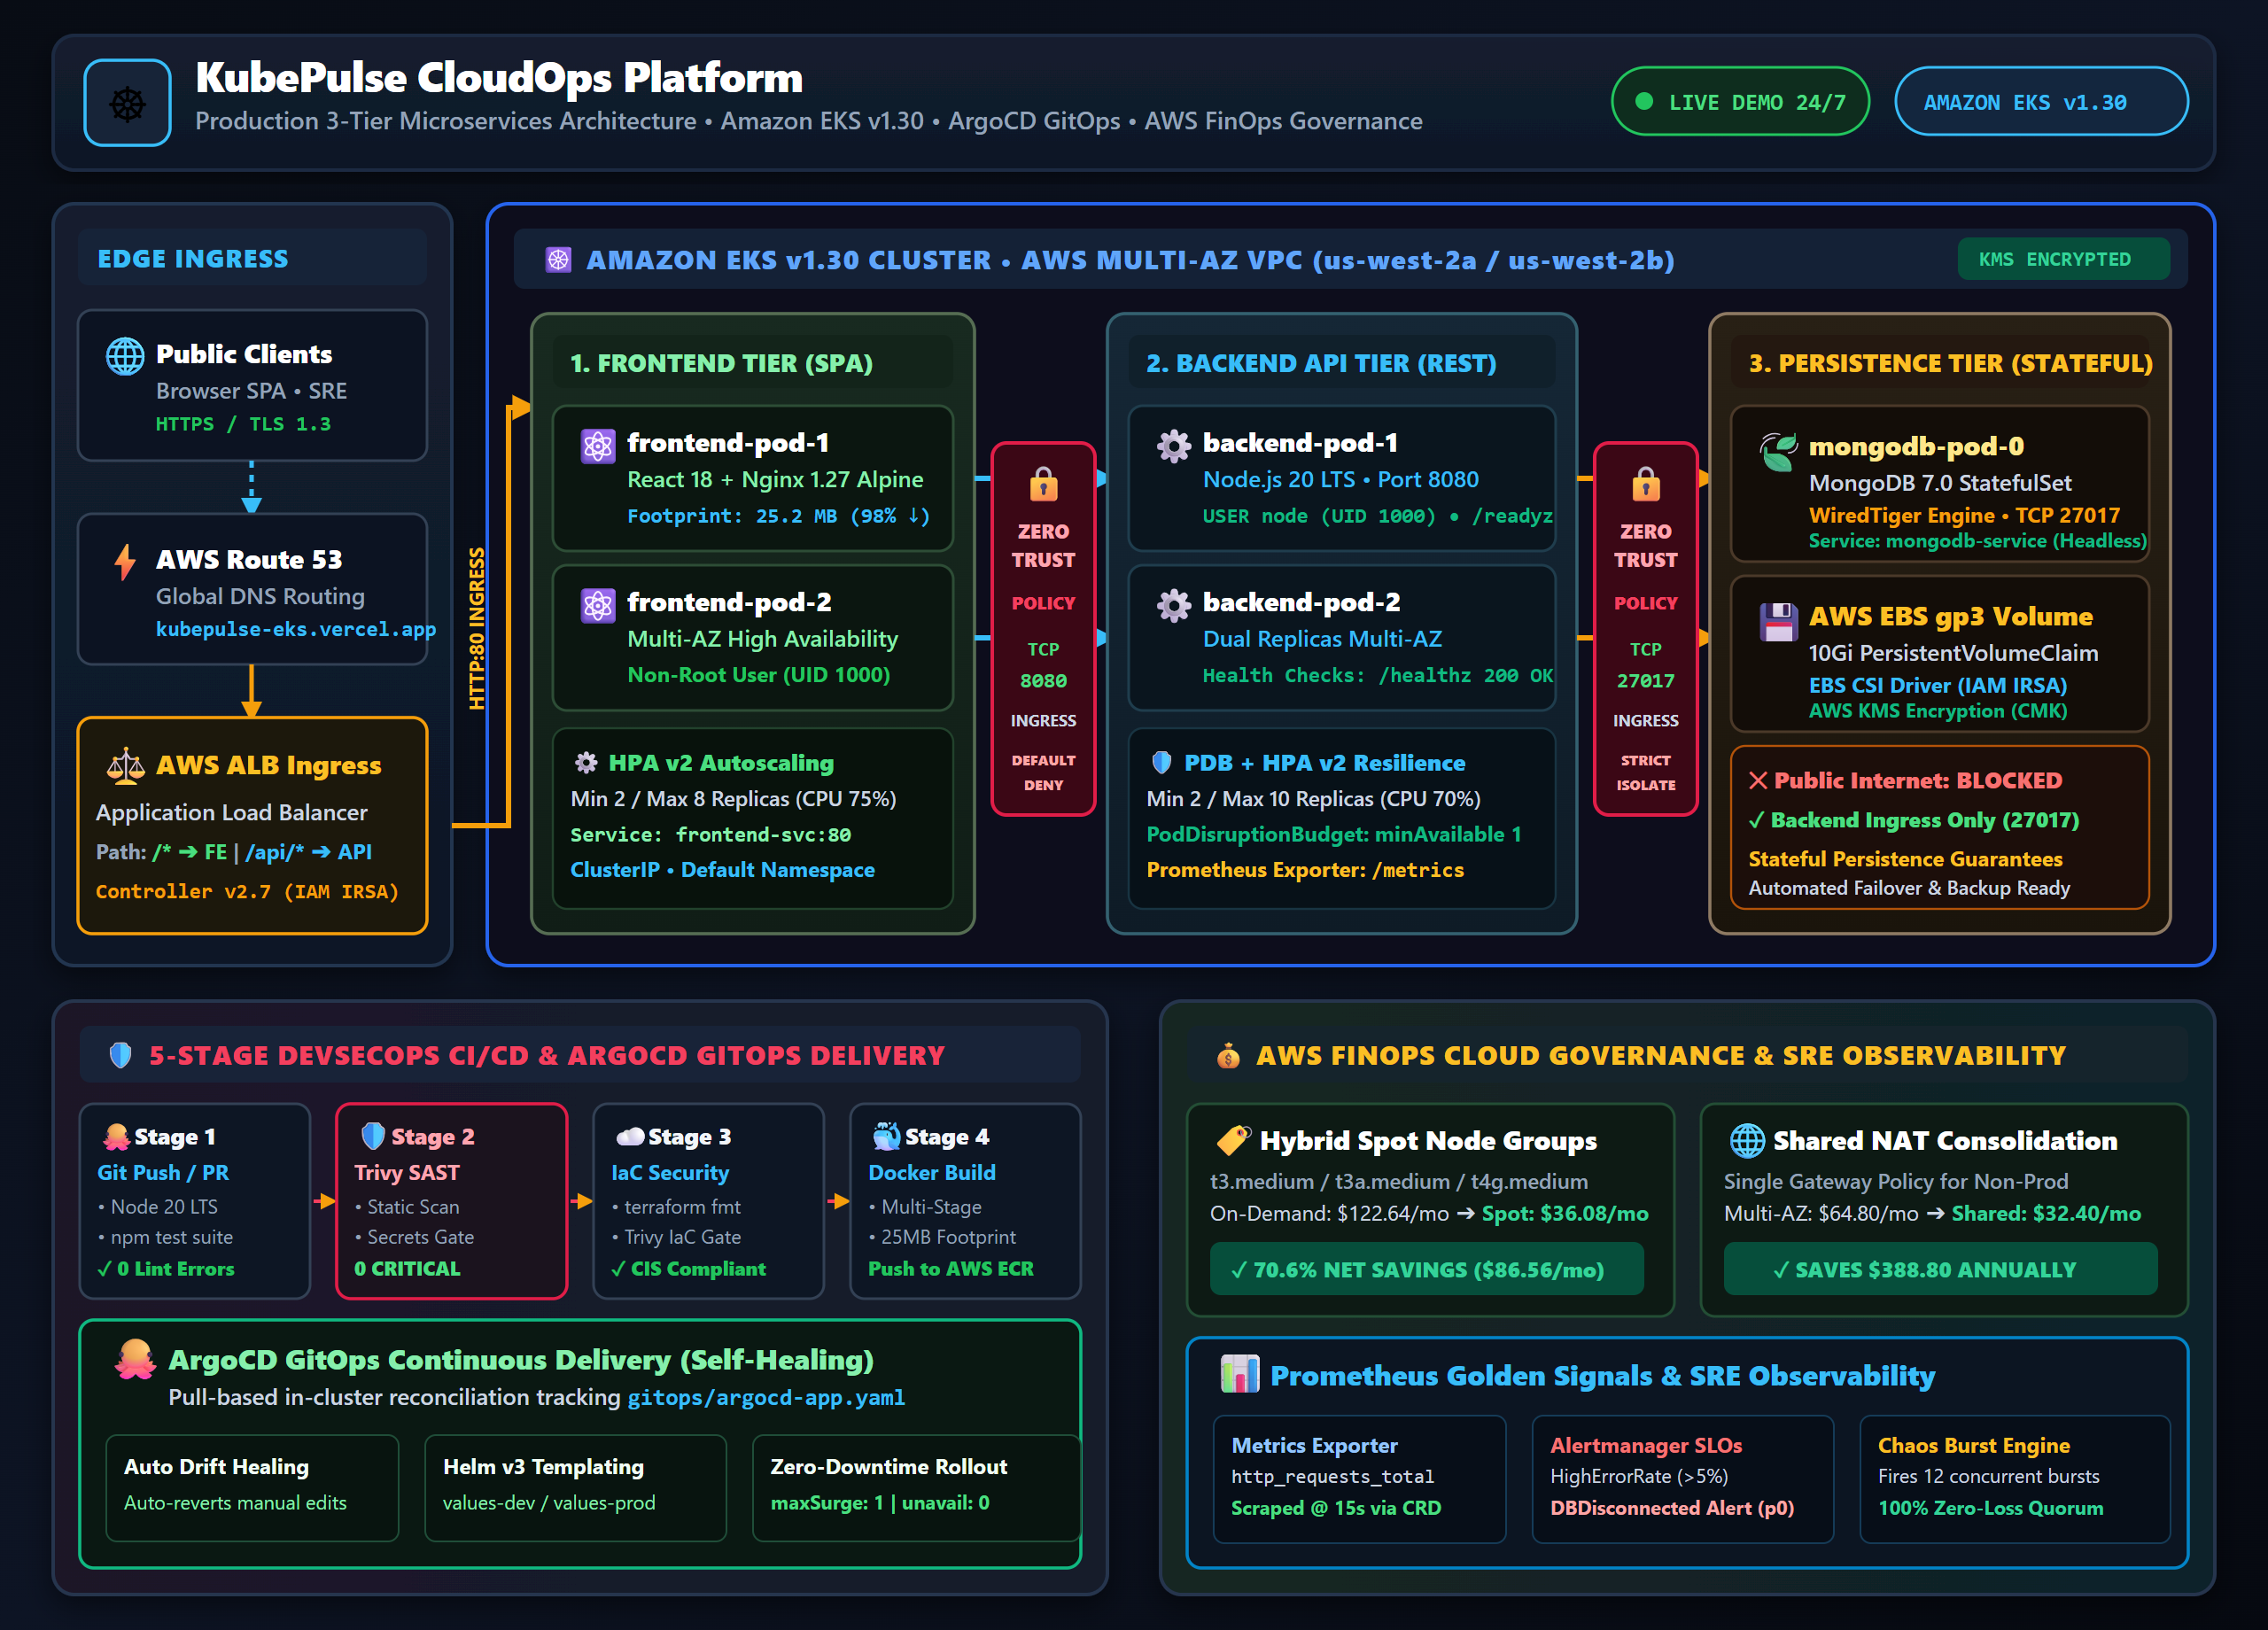 KubePulse CloudOps Platform
Production 3-Tier Microservices Architecture • Amazon EKS v1.30 • ArgoCD GitOps • AWS FinOps Governance
LIVE DEMO 24/7
AMAZON EKS v1.30
EDGE INGRESS
Public Clients
Browser SPA • SRE
HTTPS / TLS 1.3
AWS Route 53
Global DNS Routing
kubepulse-eks.vercel.app
AWS ALB Ingress
Application Load Balancer
Path: /* ➔ FE | /api/* ➔ API
Controller v2.7 (IAM IRSA)
HTTP:80 INGRESS
AMAZON EKS v1.30 CLUSTER • AWS MULTI-AZ VPC (us-west-2a / us-west-2b)
KMS ENCRYPTED
1. FRONTEND TIER (SPA)
frontend-pod-1
React 18 + Nginx 1.27 Alpine
Footprint: 25.2 MB (98% ↓)
frontend-pod-2
Multi-AZ High Availability
Non-Root User (UID 1000)
HPA v2 Autoscaling
Min 2 / Max 8 Replicas (CPU 75%)
Service: frontend-svc:80
ClusterIP • Default Namespace
ZERO
TRUST
POLICY
TCP
8080
INGRESS
DEFAULT
DENY
2. BACKEND API TIER (REST)
backend-pod-1
Node.js 20 LTS • Port 8080
USER node (UID 1000) • /readyz
backend-pod-2
Dual Replicas Multi-AZ
Health Checks: /healthz 200 OK
PDB + HPA v2 Resilience
Min 2 / Max 10 Replicas (CPU 70%)
PodDisruptionBudget: minAvailable 1
Prometheus Exporter: /metrics
ZERO
TRUST
POLICY
TCP
27017
INGRESS
STRICT
ISOLATE
3. PERSISTENCE TIER (STATEFUL)
mongodb-pod-0
MongoDB 7.0 StatefulSet
WiredTiger Engine • TCP 27017
Service: mongodb-service (Headless)
AWS EBS gp3 Volume
10Gi PersistentVolumeClaim
EBS CSI Driver (IAM IRSA)
AWS KMS Encryption (CMK)
✕ Public Internet: BLOCKED
✓ Backend Ingress Only (27017)
Stateful Persistence Guarantees
Automated Failover & Backup Ready
5-STAGE DEVSECOPS CI/CD & ARGOCD GITOPS DELIVERY
Stage 1
Git Push / PR
• Node 20 LTS
• npm test suite
✓ 0 Lint Errors
Stage 2
Trivy SAST
• Static Scan
• Secrets Gate
0 CRITICAL
Stage 3
IaC Security
• terraform fmt
• Trivy IaC Gate
✓ CIS Compliant
Stage 4
Docker Build
• Multi-Stage
• 25MB Footprint
Push to AWS ECR
ArgoCD GitOps Continuous Delivery (Self-Healing)
Pull-based in-cluster reconciliation tracking gitops/argocd-app.yaml
Auto Drift Healing
Auto-reverts manual edits
Helm v3 Templating
values-dev / values-prod
Zero-Downtime Rollout
maxSurge: 1 | unavail: 0
AWS FINOPS CLOUD GOVERNANCE & SRE OBSERVABILITY
Hybrid Spot Node Groups
t3.medium / t3a.medium / t4g.medium
On-Demand: $122.64/mo ➔ Spot: $36.08/mo
✓ 70.6% NET SAVINGS ($86.56/mo)
Shared NAT Consolidation
Single Gateway Policy for Non-Prod
Multi-AZ: $64.80/mo ➔ Shared: $32.40/mo
✓ SAVES $388.80 ANNUALLY
Prometheus Golden Signals & SRE Observability
Metrics Exporter
http_requests_total
Scraped @ 15s via CRD
Alertmanager SLOs
HighErrorRate (>5%)
DBDisconnected Alert (p0)
Chaos Burst Engine
Fires 12 concurrent bursts
100% Zero-Loss Quorum